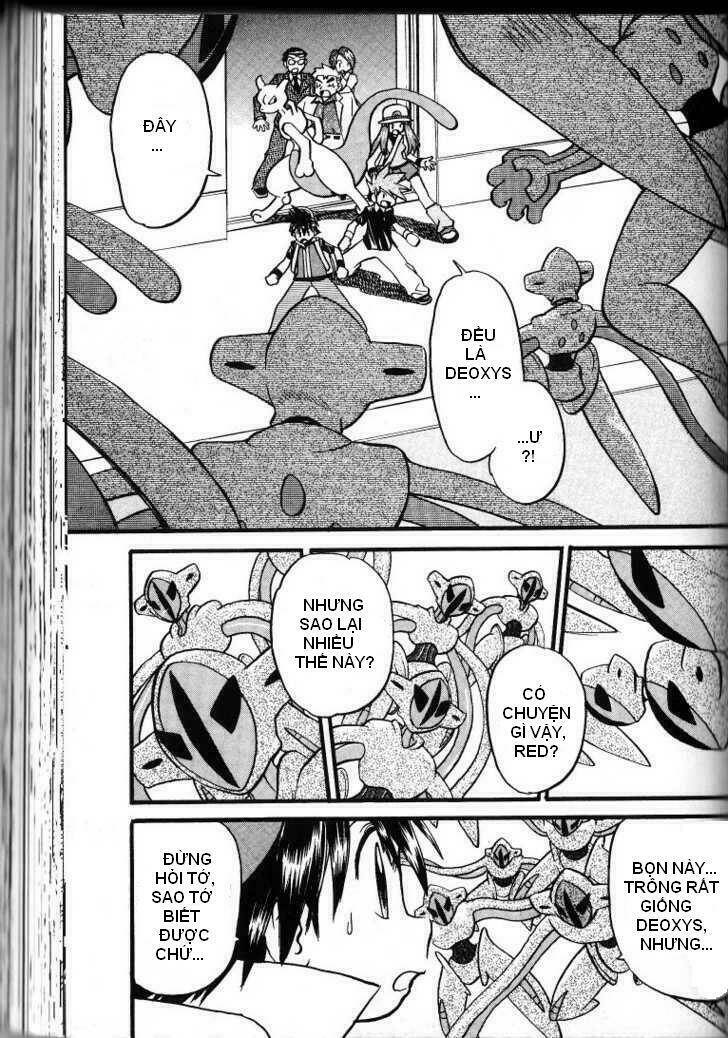 ĐÂY
...
ĐỀU
LÀ
DEOXYS
...
...Ư
?!
NHƯNG
SAO LẠI
NHIỀU
THẾ NÀY?
CÓ
CHUYỆN
GÌ VẬY,
RED?
ĐỪNG
HÒI TỚ,
SAO TỚ
BIẾT
ĐƯỢC
CHỨ...
BỌN NÀY...
TRÔNG RẤT
GIỐNG
DEOXYS,
NHƯNG...